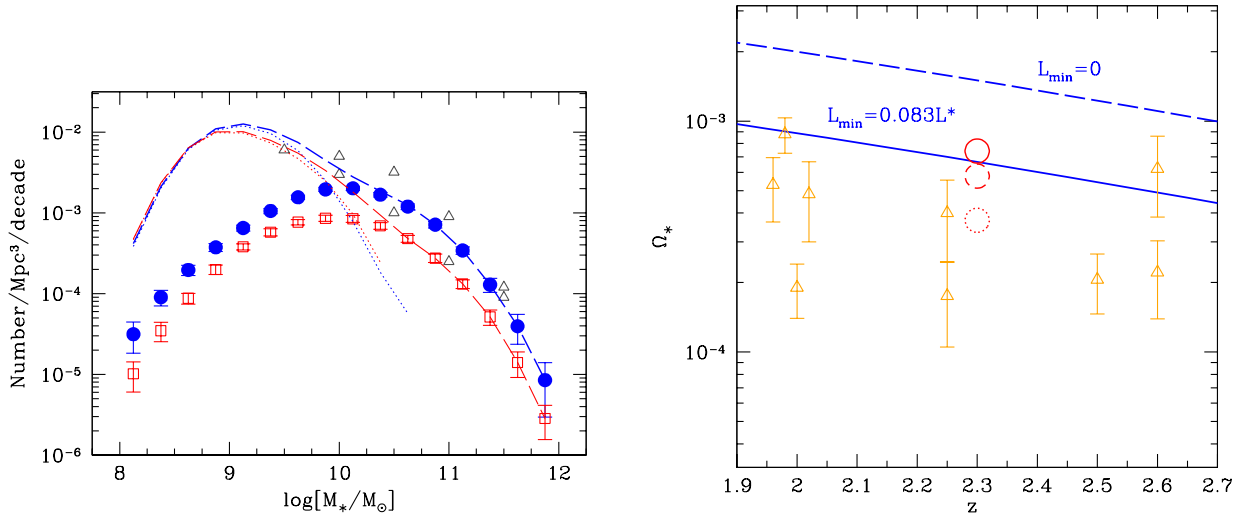 Number/Mpc³/decade
10⁻²
10⁻³
10⁻⁴
10⁻⁵
10⁻⁶
8 9 10 11 12
log[M*/M⊙]
Ω*
10⁻³
10⁻⁴
L_min=0
L_min=0.083L*
1.9 2 2.1 2.2 2.3 2.4 2.5 2.6 2.7
z